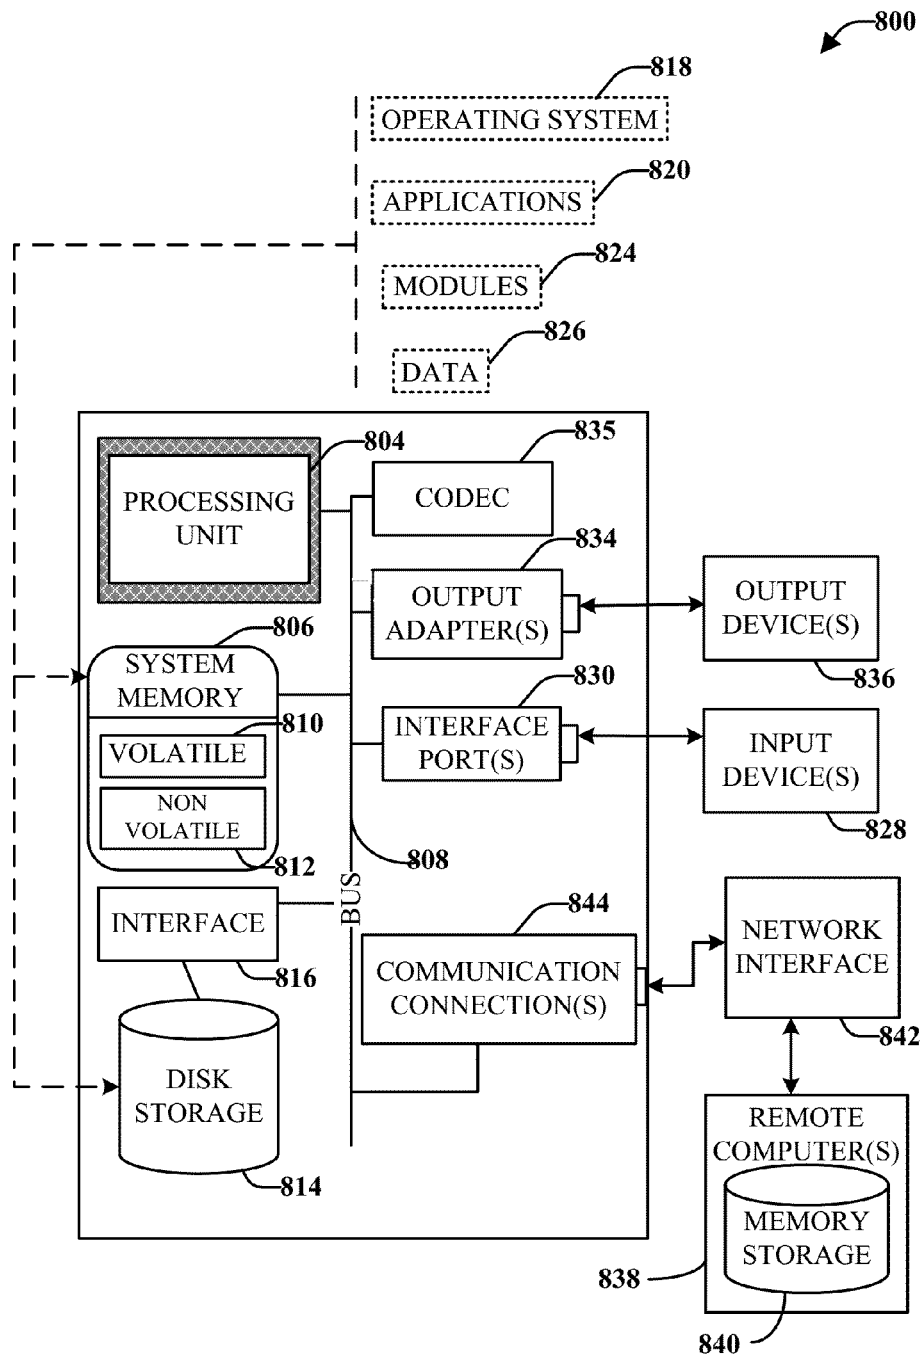 800
818
OPERATING SYSTEM
820
APPLICATIONS
824
MODULES
826
DATA
804
PROCESSING
UNIT
835
CODEC
834
OUTPUT
ADAPTER(S)
OUTPUT
DEVICE(S)
836
806
SYSTEM
MEMORY
810
VOLATILE
NON
VOLATILE
812
830
INTERFACE
PORT(S)
INPUT
DEVICE(S)
828
808
BUS
INTERFACE
816
844
COMMUNICATION
CONNECTION(S)
NETWORK
INTERFACE
842
DISK
STORAGE
814
REMOTE
COMPUTER(S)
MEMORY
STORAGE
838
840